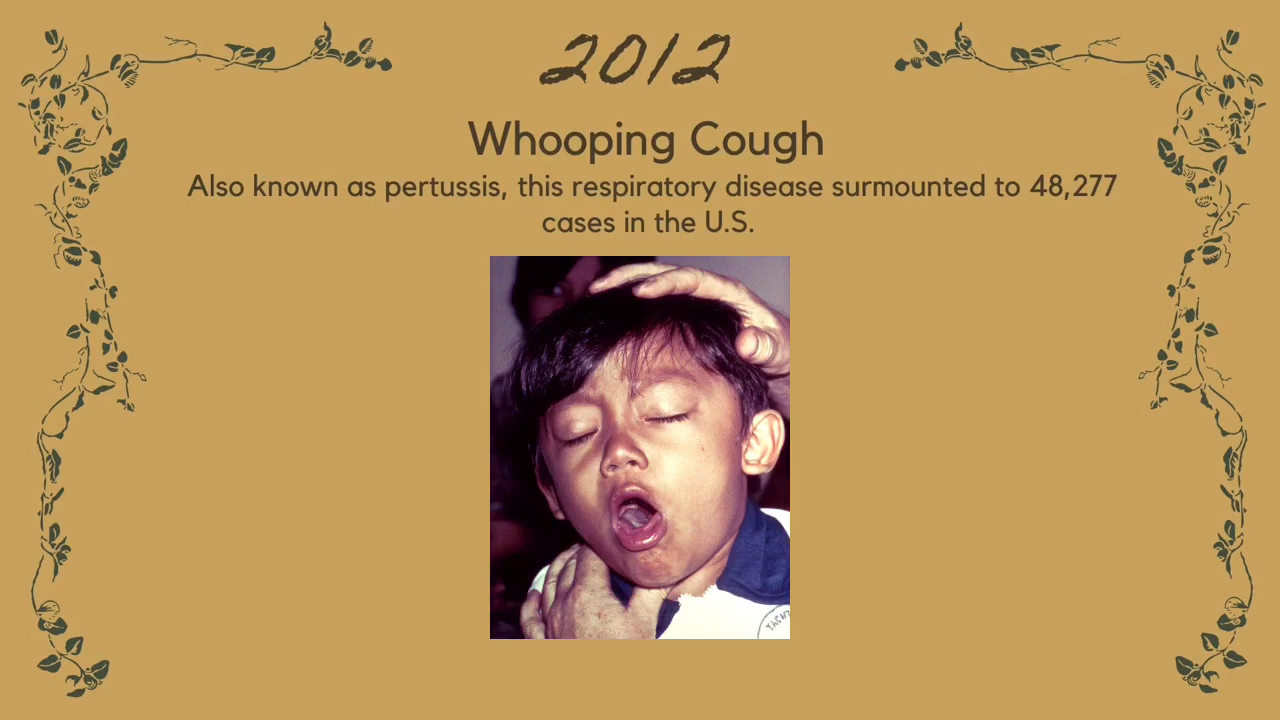 2012
Whooping Cough
Also known as pertussis, this respiratory disease surmounted to 48,277
cases in the U.S.